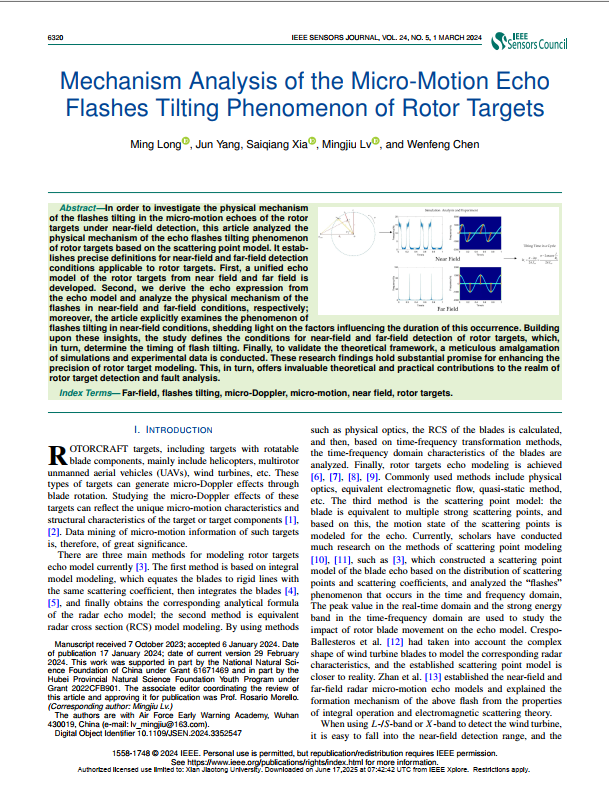 6320
IEEE SENSORS JOURNAL, VOL. 24, NO. 5, 1 MARCH 2024
IEEE
Sensors Council
Mechanism Analysis of the Micro-Motion Echo
Flashes Tilting Phenomenon of Rotor Targets
Ming Long, Jun Yang, Saiqiang Xia, Mingjiu Lv, and Wenfeng Chen
Abstract—In order to investigate the physical mechanism
of the flashes tilting in the micro-motion echoes of the rotor
targets under near-field detection, this article analyzed the
physical mechanism of the echo flashes tilting phenomenon
of rotor targets based on the scattering point model. It estab-
lishes precise definitions for near-field and far-field detection
conditions applicable to rotor targets. First, a unified echo
model of the rotor targets from near field and far field is
developed. Second, we derive the echo expression from
the echo model and analyze the physical mechanism of the
flashes in near-field and far-field conditions, respectively;
moreover, the article explicitly examines the phenomenon of
flashes tilting in near-field conditions, shedding light on the factors influencing the duration of this occurrence. Building
upon these insights, the study defines the conditions for near-field and far-field detection of rotor targets, which,
in turn, determine the timing of flash tilting. Finally, to validate the theoretical framework, a meticulous amalgamation
of simulations and experimental data is conducted. These research findings hold substantial promise for enhancing the
precision of rotor target modeling. This, in turn, offers invaluable theoretical and practical contributions to the realm of
rotor target detection and fault analysis.
Near Field
Far Field
Index Terms—Far-field, flashes tilting, micro-Doppler, micro-motion, near field, rotor targets.
I. INTRODUCTION
ROTORCRAFT targets, including targets with rotatable
blade components, mainly include helicopters, multirotor
unmanned aerial vehicles (UAVs), wind turbines, etc. These
types of targets can generate micro-Doppler effects through
blade rotation. Studying the micro-Doppler effects of these
targets can reflect the unique micro-motion characteristics and
structural characteristics of the target or target components [1],
[2]. Data mining of micro-motion information of such targets
is, therefore, of great significance.
There are three main methods for modeling rotor targets
echo model currently [3]. The first method is based on integral
model modeling, which equates the blades to rigid lines with
the same scattering coefficient, then integrates the blades [4],
[5], and finally obtains the corresponding analytical formula
of the radar echo model; the second method is equivalent
radar cross section (RCS) model modeling. By using methods
Manuscript received 7 October 2023; accepted 6 January 2024. Date
of publication 17 January 2024; date of current version 29 February
2024. This work was supported in part by the National Natural Sci-
ence Foundation of China under Grant 61671469 and in part by the
Hubei Provincial Natural Science Foundation Youth Program under
Grant 2022CFB901. The associate editor coordinating the review of
this article and approving it for publication was Prof. Rosario Morello.
(Corresponding author: Mingjiu Lv.)
The authors are with Air Force Early Warning Academy, Wuhan
430019, China (e-mail: lv_mingjiu@163.com).
Digital Object Identifier 10.1109/JSEN.2024.3352547
such as physical optics, the RCS of the blades is calculated,
and then, based on time-frequency transformation methods,
the time-frequency domain characteristics of the blades are
analyzed. Finally, rotor targets echo modeling is achieved
[6], [7], [8], [9]. Commonly used methods include physical
optics, equivalent electromagnetic flow, quasi-static method,
etc. The third method is the scattering point model: the
blade is equivalent to multiple strong scattering points, and
based on this, the motion state of the scattering points is
modeled for the echo. Currently, scholars have conducted
much research on the methods of scattering point modeling
[10], [11], such as [3], which constructed a scattering point
model of the blade echo based on the distribution of scattering
points and scattering coefficients, and analyzed the “flashes”
phenomenon that occurs in the time and frequency domain.
The peak value in the real-time domain and the strong energy
band in the time-frequency domain are used to study the
impact of rotor blade movement on the echo model. Crespo-
Ballesteros et al. [12] had taken into account the complex
shape of wind turbine blades to model the corresponding radar
characteristics, and the established scattering point model is
closer to reality. Zhan et al. [13] established the near-field and
far-field radar micro-motion echo models and explained the
formation mechanism of the above flash from the properties
of integral operation and electromagnetic scattering theory.
When using L-/S-band or X-band to detect the wind turbine,
it is easy to fall into the near-field detection range, and the
1558-1748 © 2024 IEEE. Personal use is permitted, but republication/redistribution requires IEEE permission.
See https://www.ieee.org/publications/rights/index.html for more information.
Authorized licensed use limited to: Xian Jiaotong University. Downloaded on June 17,2025 at 07:42:42 UTC from IEEE Xplore. Restrictions apply.